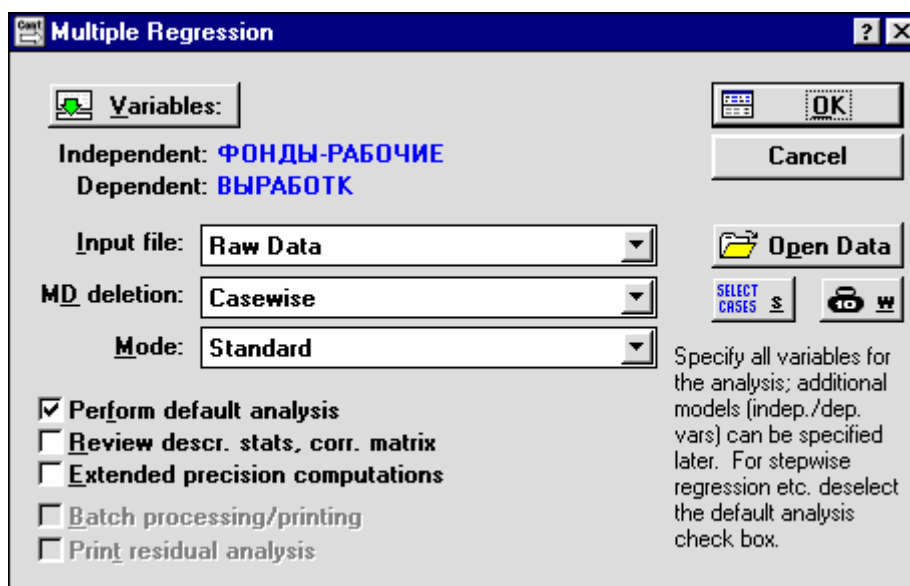 Cont
Multiple Regression
? X
Variables:
OK
Independent: ФОНДЫ-РАБОЧИЕ
Cancel
Dependent: ВЫРАБОТК
Input file: Raw Data
Open Data
MD deletion: Casewise
SELECT CASES S
10 w
Mode: Standard
Specify all variables for
the analysis; additional
models (indep./dep.
vars) can be specified
later. For stepwise
regression etc. deselect
the default analysis
check box.
Perform default analysis
Review descr. stats, corr. matrix
Extended precision computations
Batch processing/printing
Print residual analysis